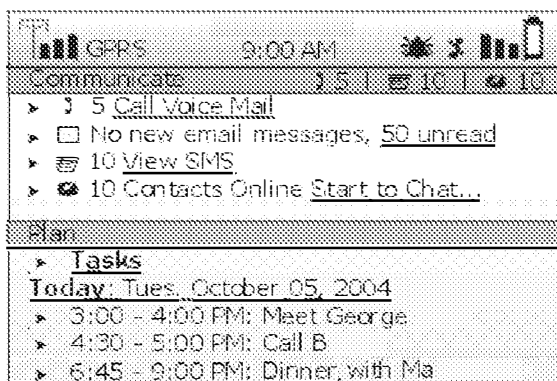 GPRS 9:00 AM
Communicate 5 | 10 | 10
5 Call Voice Mail
No new email messages, 50 unread
10 View SMS
10 Contacts Online Start to Chat...
Plan
Tasks
Today: Tues, October 05, 2004
3:00 - 4:00 PM: Meet George
4:30 - 5:00 PM: Call B
6:45 - 9:00 PM: Dinner, with Ma